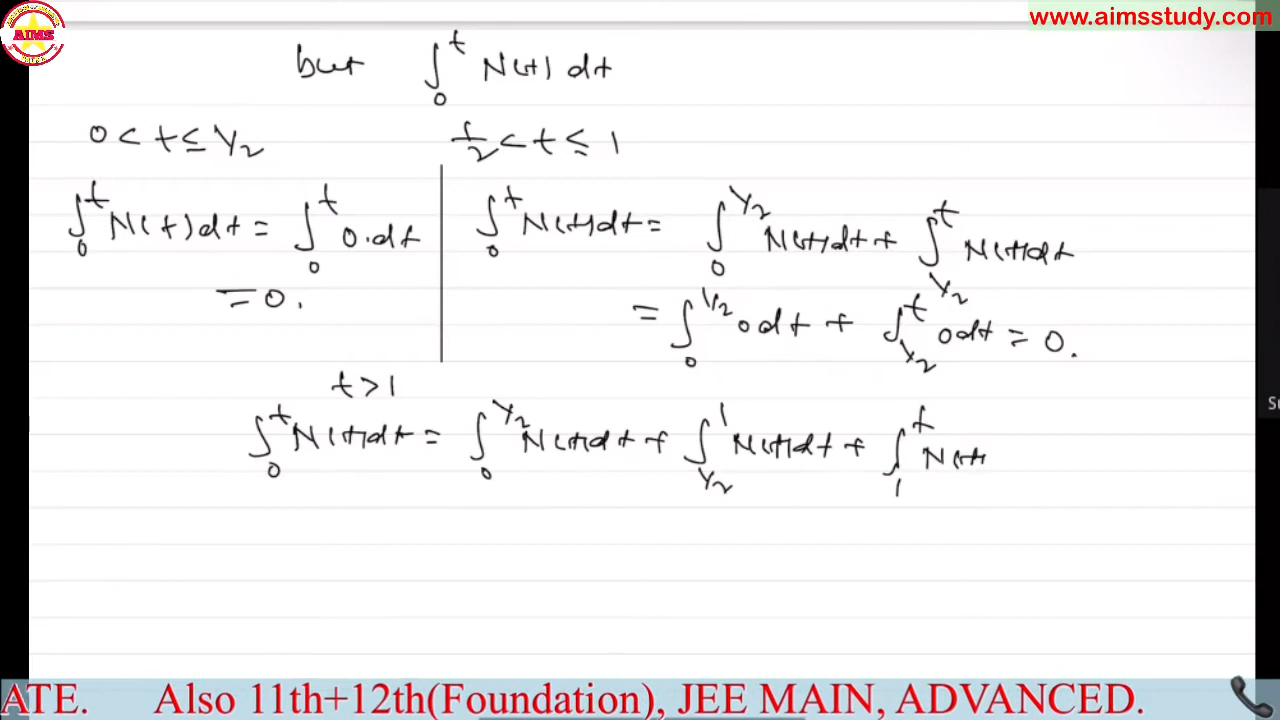 AIMS
www.aimsstudy.com
but ∫₀ᵗ N(t) dt
0 < t ≤ 1/2
1/2 < t ≤ 1
∫₀ᵗ N(t) dt = ∫₀ᵗ 0.dt
= 0.
∫₀ᵗ N(t) dt = ∫₀^{1/2} N(t) dt + ∫_{1/2}^t N(t) dt
= ∫₀^{1/2} 0 dt + ∫_{1/2}^t 0 dt = 0.
t > 1
∫₀ᵗ N(t) dt = ∫₀^{1/2} N(t) dt + ∫_{1/2}^1 N(t) dt + ∫₁ᵗ N(t
ATE. Also 11th+12th(Foundation), JEE MAIN, ADVANCED.